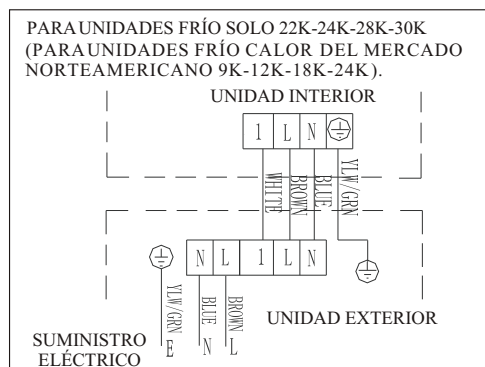 PARA UNIDADES FRÍO SOLO 22K-24K-28K-30K
(PARA UNIDADES FRÍO CALOR DEL MERCADO
NORTEAMERICANO 9K-12K-18K-24K).
UNIDAD INTERIOR
1 L N
WHITE
BROWN
BLUE
YLW/GRN
N L 1 L N
YLW/GRN
BLUE
BROWN
UNIDAD EXTERIOR
SUMINISTRO
ELÉCTRICO
E N L